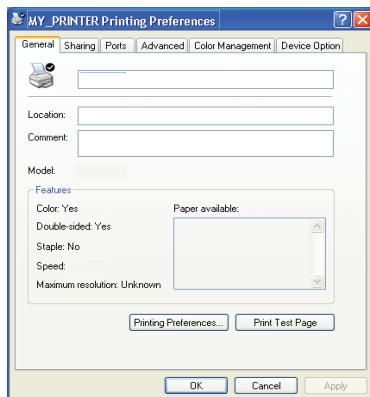 MY_PRINTER Printing Preferences
General Sharing Ports Advanced Color Management Device Option
Location:
Comment:
Model:
Features
Color: Yes Paper available:
Double-sided: Yes
Staple: No
Speed:
Maximum resolution: Unknown
Printing Preferences... Print Test Page
OK Cancel Apply